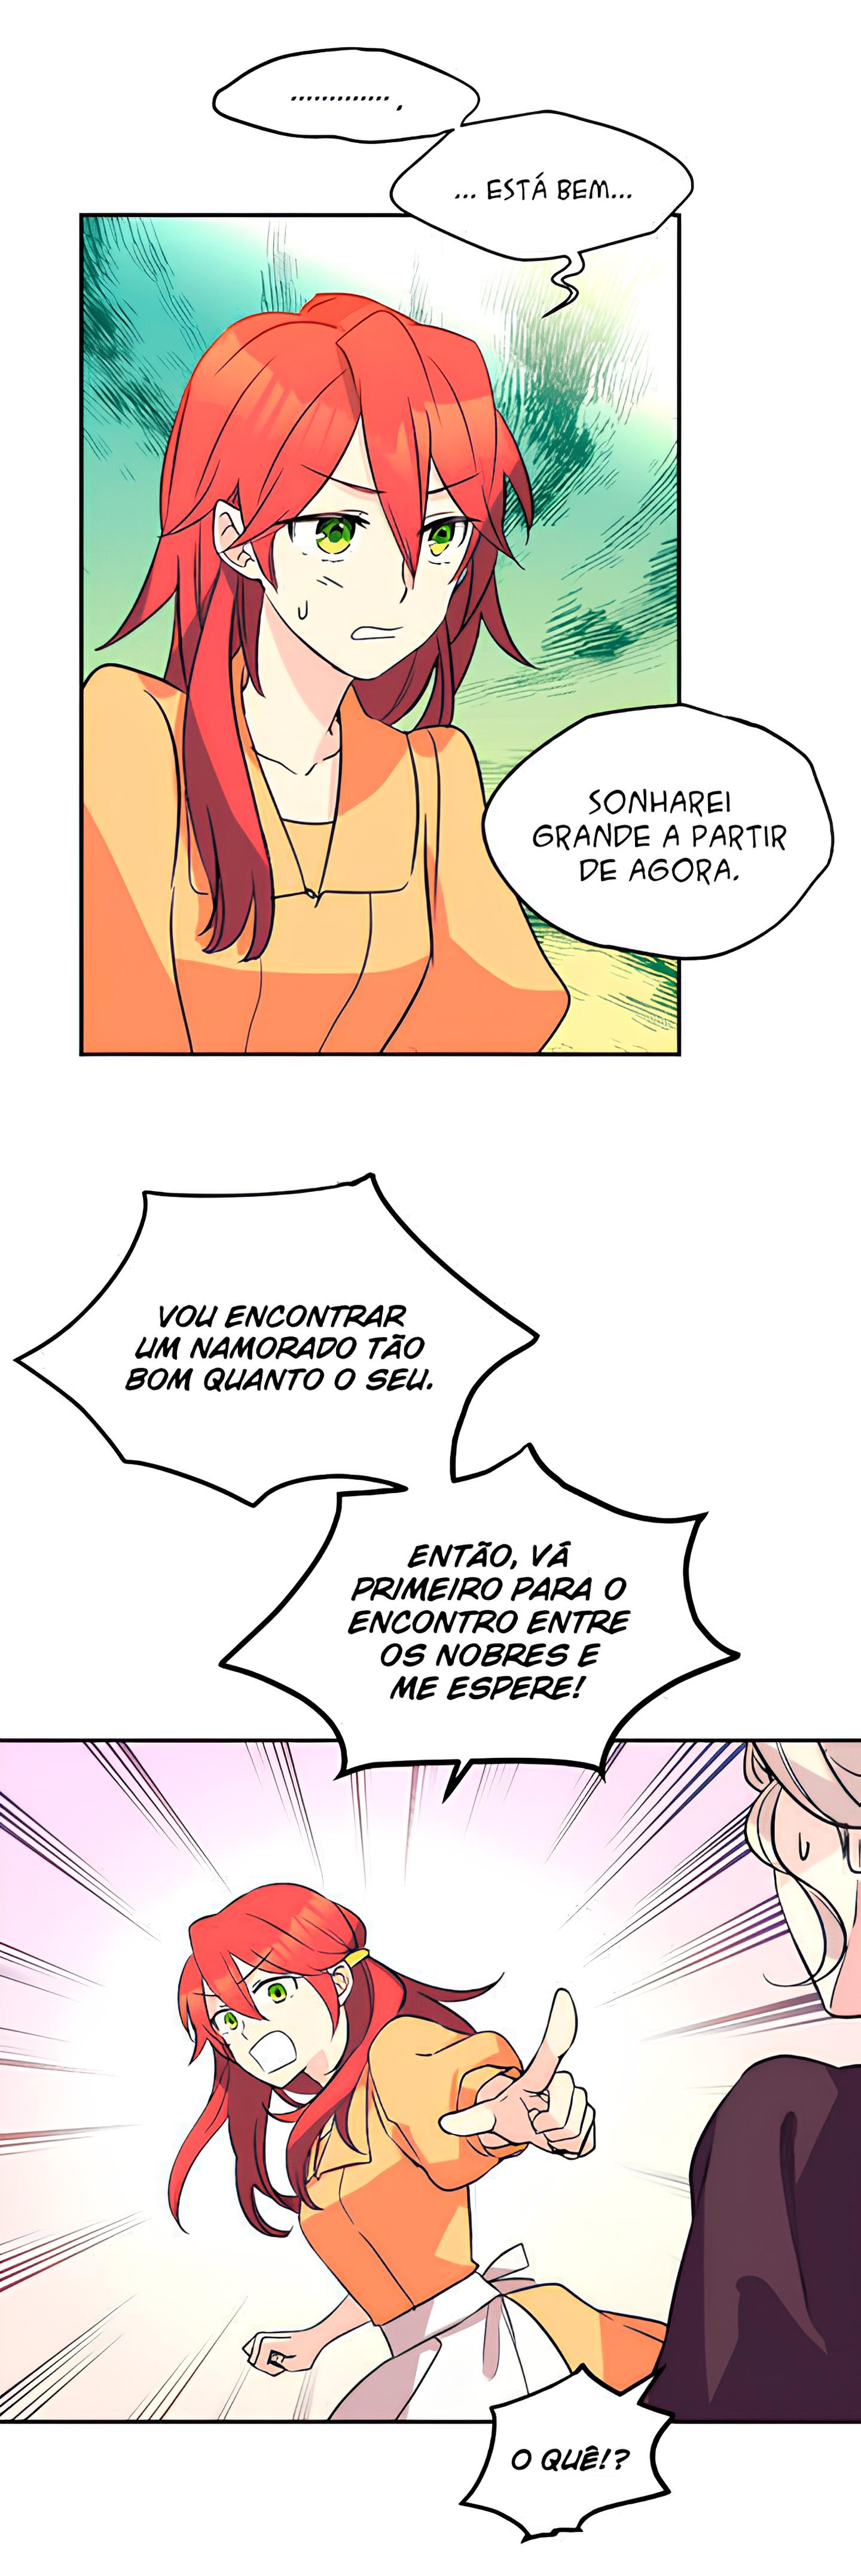 ..............
... ESTÁ BEM...
SONHAREI
GRANDE A PARTIR
DE AGORA.
VOU ENCONTRAR
UM NAMORADO TÃO
BOM QUANTO O SEU.
ENTÃO, VÁ
PRIMEIRO PARA O
ENCONTRO ENTRE
OS NOBRES E
ME ESPERE!
O QUÊ!?